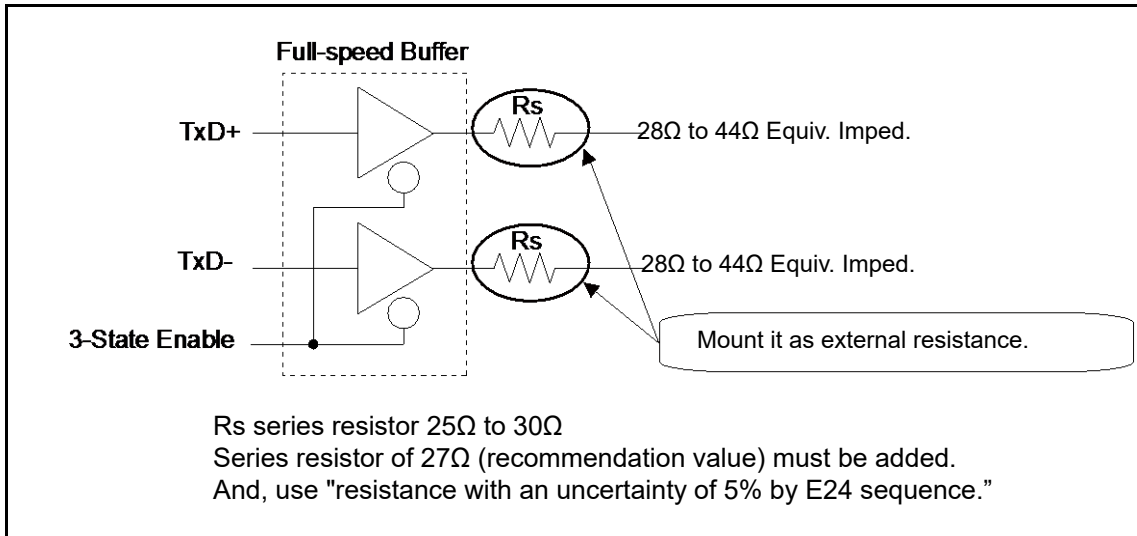 Full-speed Buffer
Rs
TxD+
28Ω to 44Ω Equiv. Imped.
Rs
TxD-
28Ω to 44Ω Equiv. Imped.
3-State Enable
Mount it as external resistance.
Rs series resistor 25Ω to 30Ω
Series resistor of 27Ω (recommendation value) must be added.
And, use "resistance with an uncertainty of 5% by E24 sequence.”